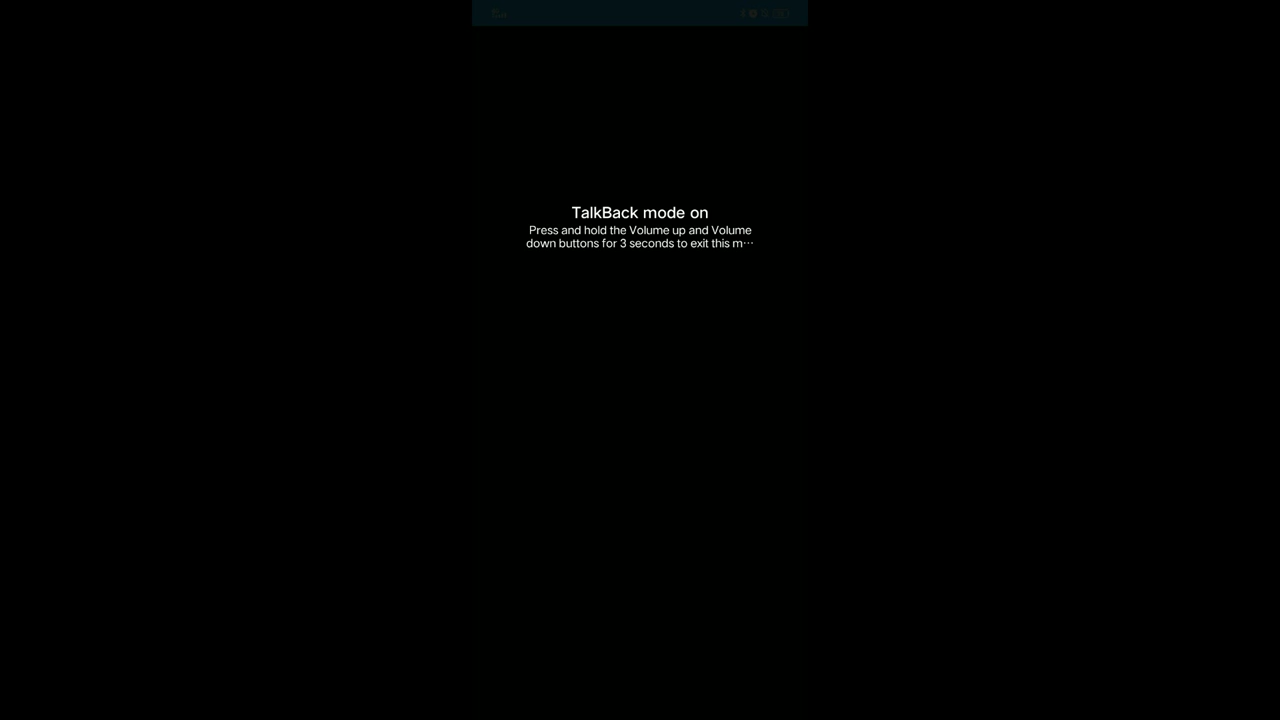 TalkBack mode on
Press and hold the Volume up and Volume
down buttons for 3 seconds to exit this m…